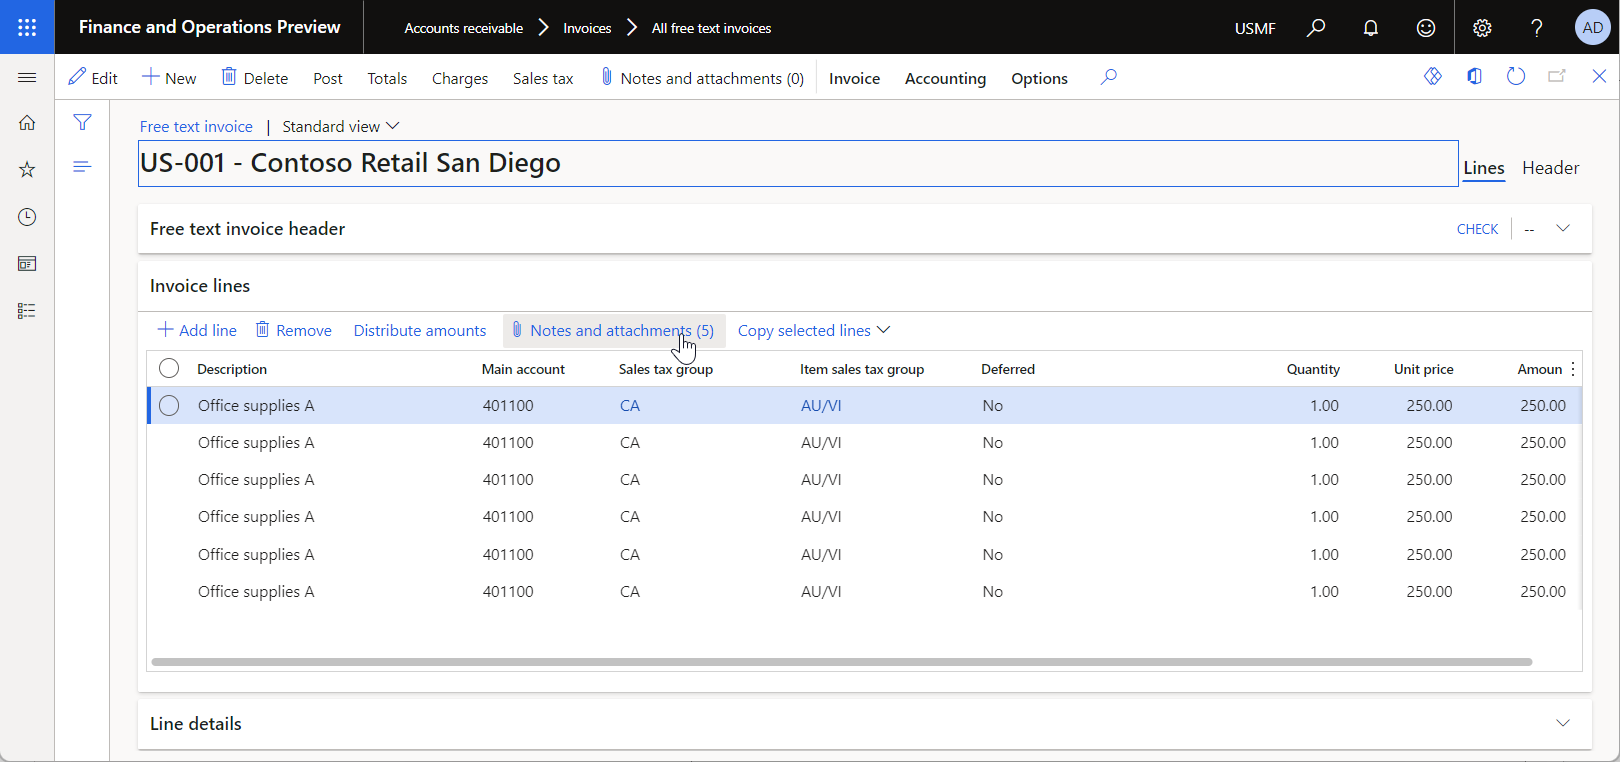 Finance and Operations Preview
Accounts receivable > Invoices > All free text invoices
USMF
? AD
Edit New Delete Post Totals Charges Sales tax Notes and attachments (0) Invoice Accounting Options
Free text invoice | Standard view
US-001 - Contoso Retail San Diego
Lines Header
Free text invoice header CHECK --
Invoice lines
Add line Remove Distribute amounts Notes and attachments (5) Copy selected lines
Description Main account Sales tax group Item sales tax group Deferred Quantity Unit price Amoun
Office supplies A 401100 CA AU/VI No 1.00 250.00 250.00
Office supplies A 401100 CA AU/VI No 1.00 250.00 250.00
Office supplies A 401100 CA AU/VI No 1.00 250.00 250.00
Office supplies A 401100 CA AU/VI No 1.00 250.00 250.00
Office supplies A 401100 CA AU/VI No 1.00 250.00 250.00
Office supplies A 401100 CA AU/VI No 1.00 250.00 250.00
Line details